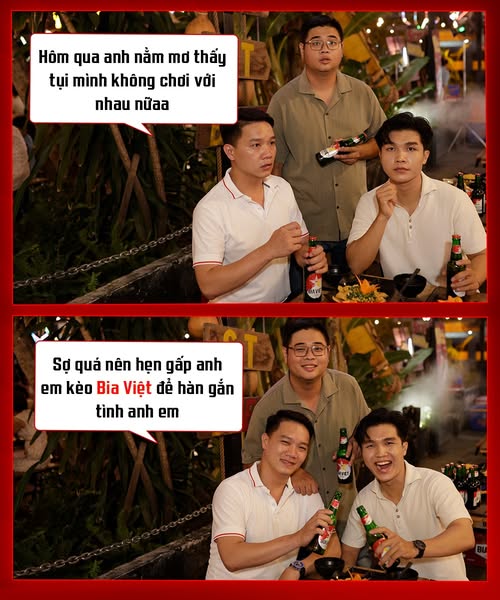 Hôm qua anh nằm mơ thấy
tụi mình không chơi với
nhau nữaa
Sợ quá nên hẹn gấp anh
em kèo Bia Việt để hàn gắn
tình anh em